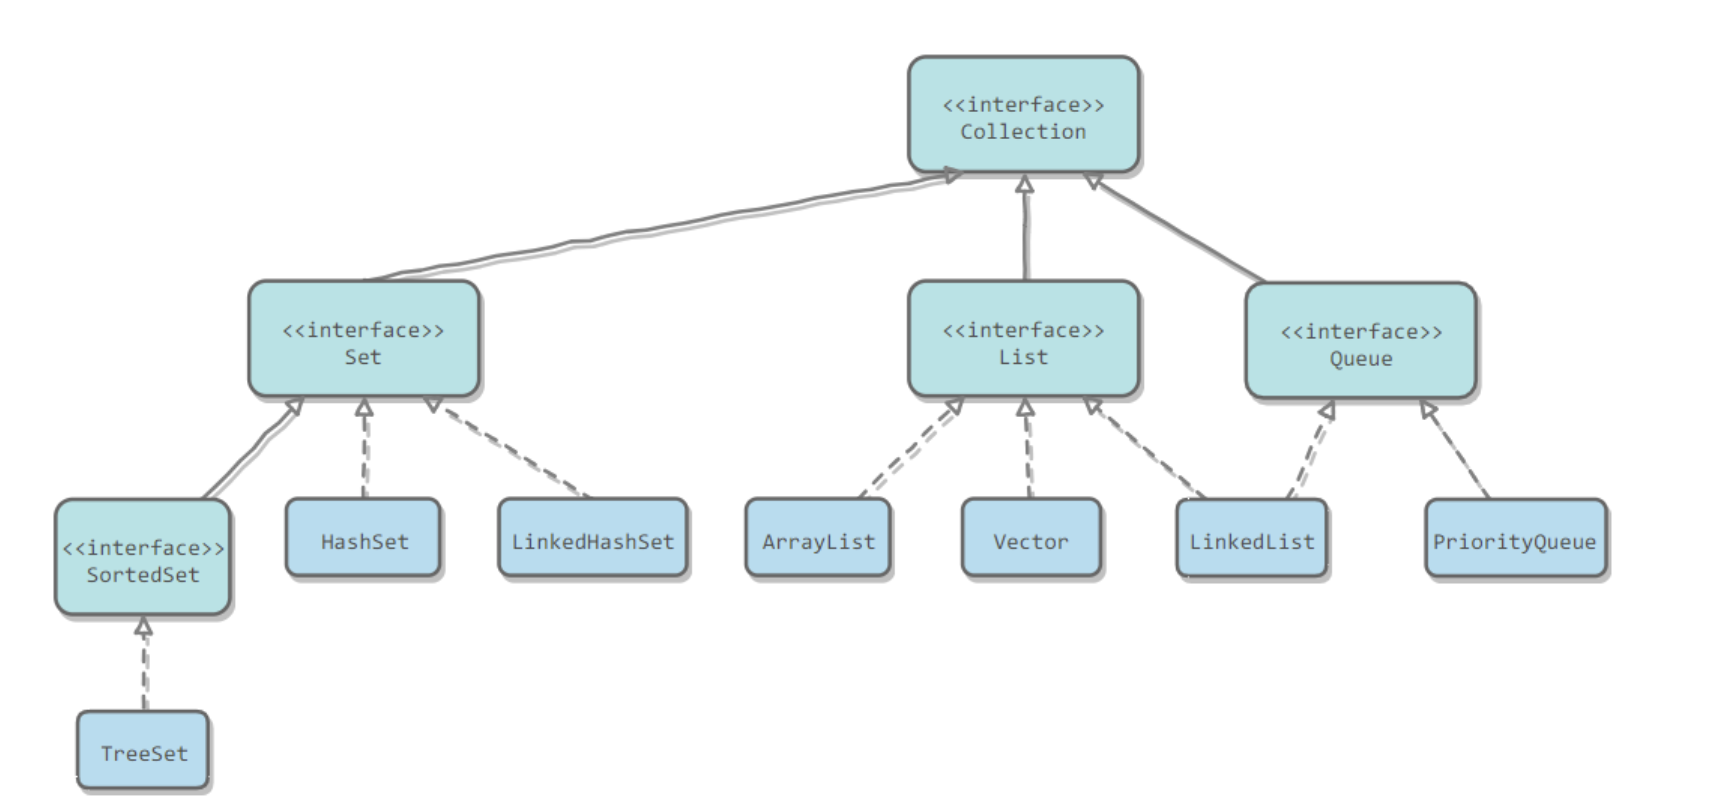 <<interface>>
Collection
<<interface>>
Set
<<interface>>
List
<<interface>>
Queue
<<interface>>
SortedSet
HashSet
LinkedHashSet
ArrayList
Vector
LinkedList
PriorityQueue
TreeSet